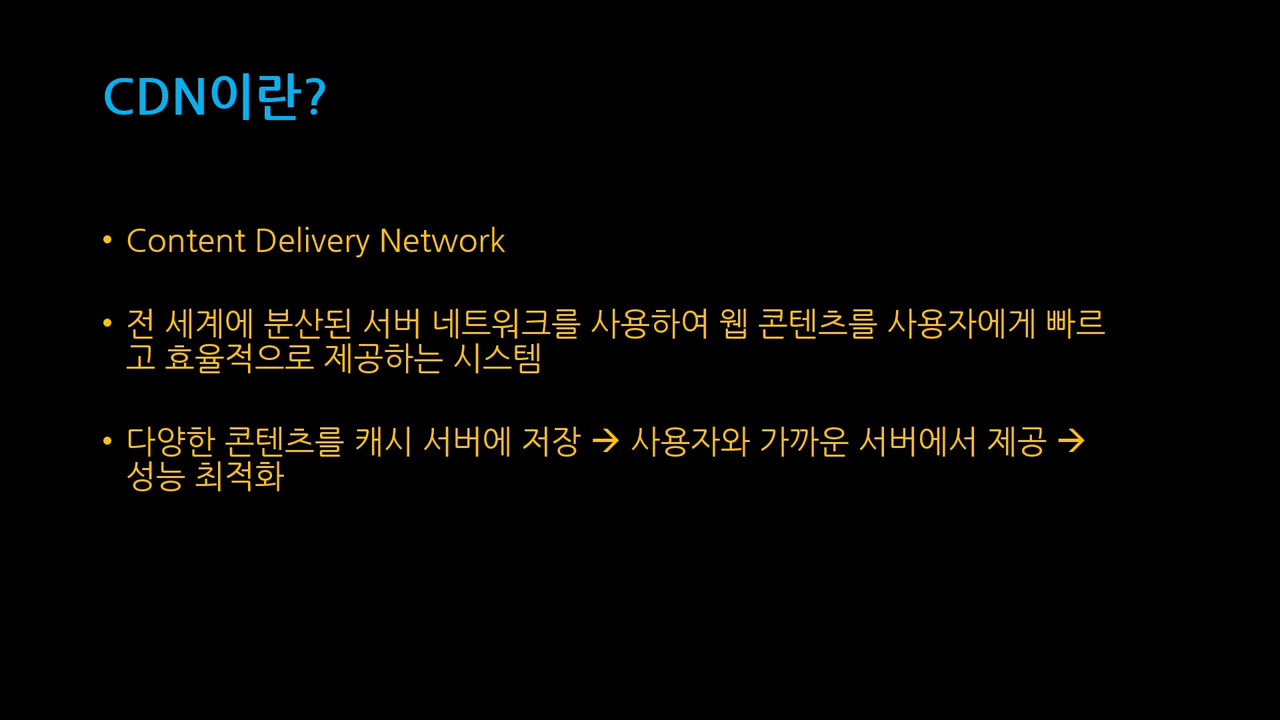 CDN이란?
• Content Delivery Network
• 전 세계에 분산된 서버 네트워크를 사용하여 웹 콘텐츠를 사용자에게 빠르
고 효율적으로 제공하는 시스템
• 다양한 콘텐츠를 캐시 서버에 저장 → 사용자와 가까운 서버에서 제공 →
성능 최적화